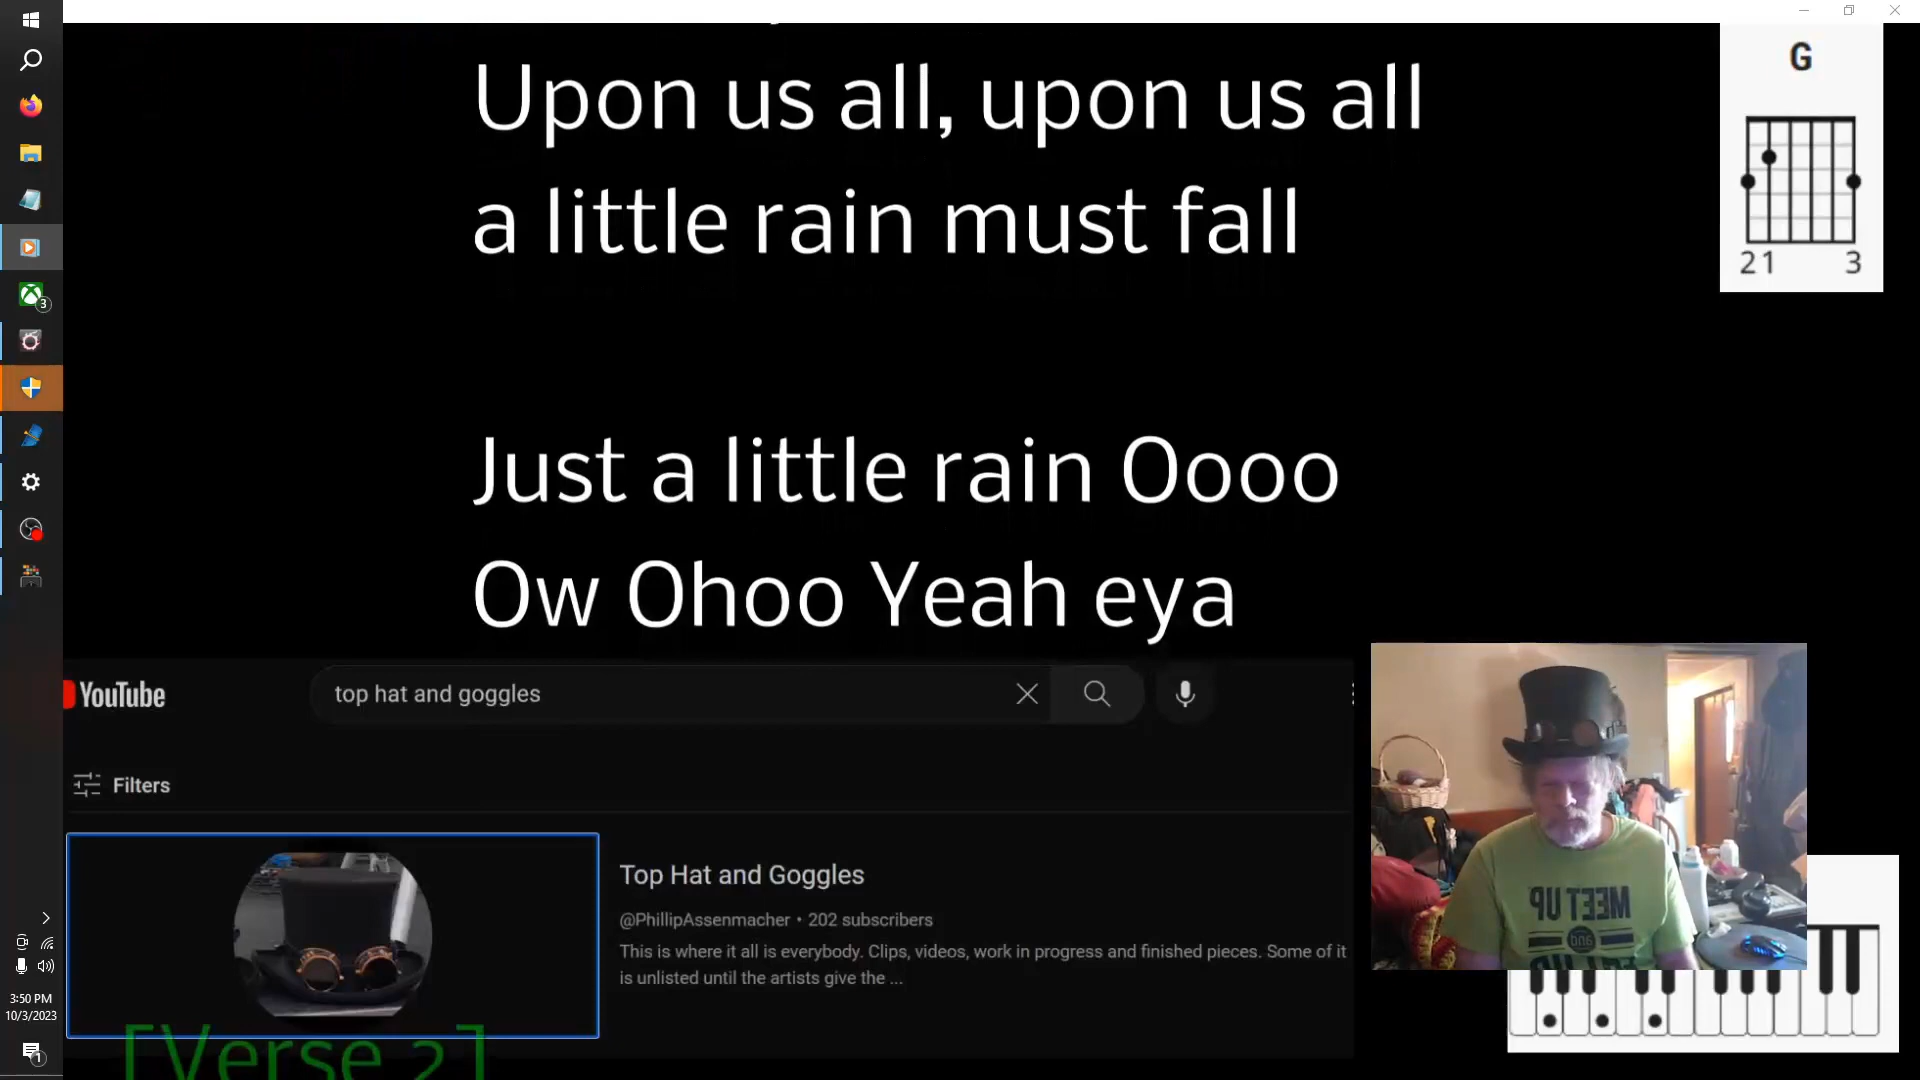 Upon us all, upon us all
a little rain must fall
Just a little rain Oooo
Ow Ohoo Yeah eya
G
21 3
YouTube
top hat and goggles
Filters
Top Hat and Goggles
@PhillipAssenmacher • 202 subscribers
This is where it all is everybody. Clips, videos, work in progress and finished pieces. Some of it
is unlisted until the artists give the ...
MEET UP
and
[Verse 2]
3
3:50 PM
10/3/2023
1